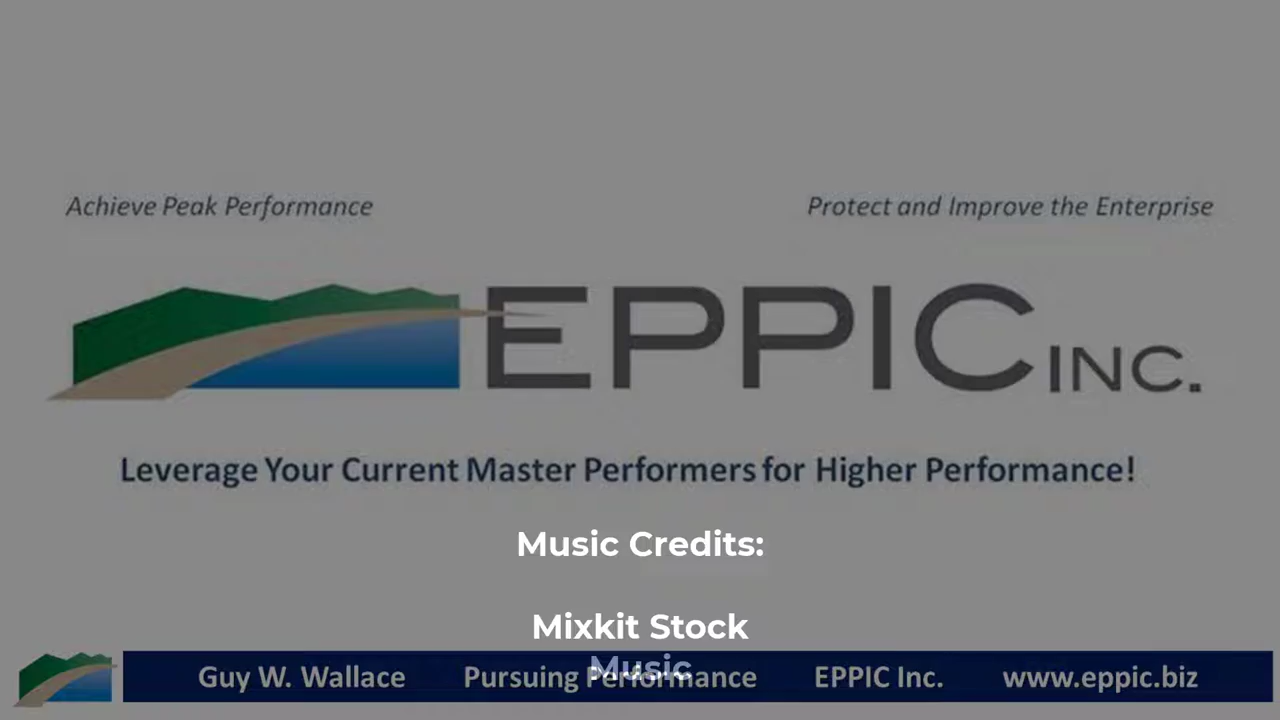 Achieve Peak Performance
Protect and Improve the Enterprise
EPPIC INC.
Leverage Your Current Master Performers for Higher Performance!
Music Credits:
Mixkit Stock
Music
Guy W. Wallace Pursuing Performance EPPIC Inc. www.eppic.biz